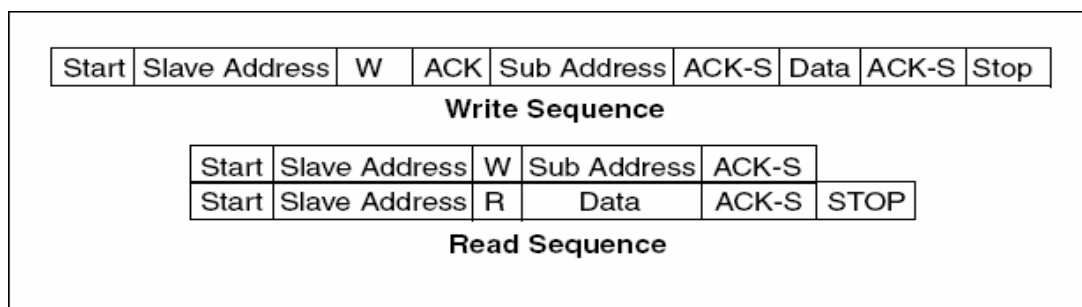 Start Slave Address W ACK Sub Address ACK-S Data ACK-S Stop
Write Sequence
Start Slave Address W Sub Address ACK-S
Start Slave Address R Data ACK-S STOP
Read Sequence